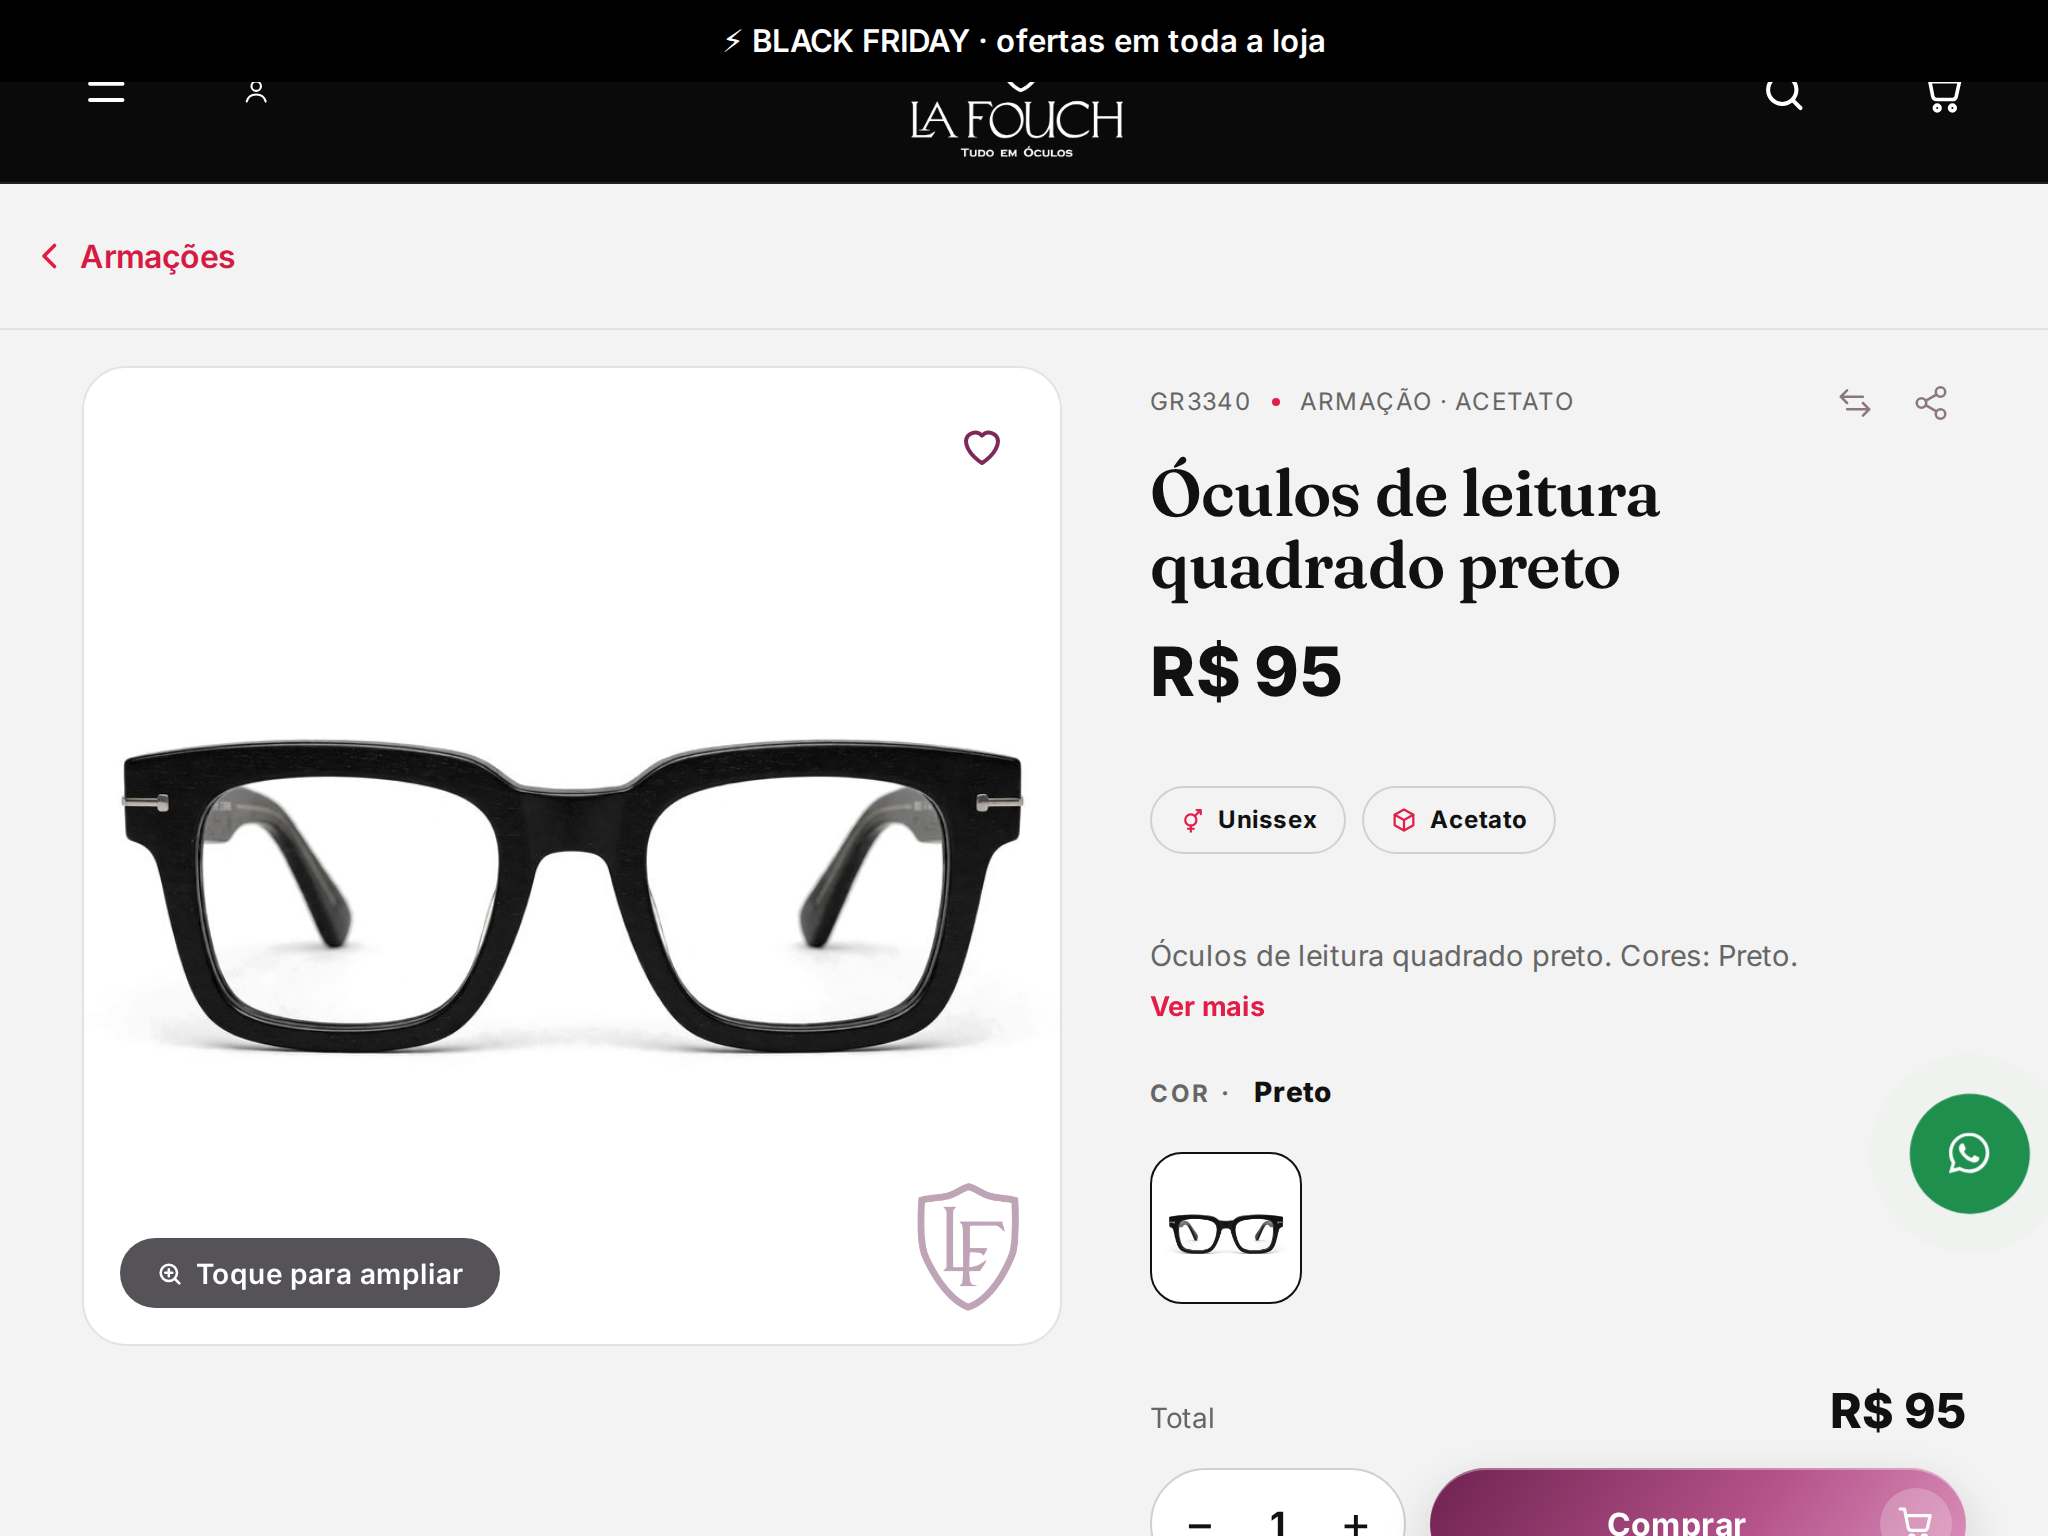 ⚡ BLACK FRIDAY · ofertas em toda a loja
LA FOUCH
TUDO EM ÓCULOS
Armações
GR3340 • ARMAÇÃO · ACETATO
Óculos de leitura
quadrado preto
R$ 95
Unissex
Acetato
Óculos de leitura quadrado preto. Cores: Preto.
Ver mais
COR · Preto
LF
Toque para ampliar
Total
R$ 95
− 1 +
Comprar